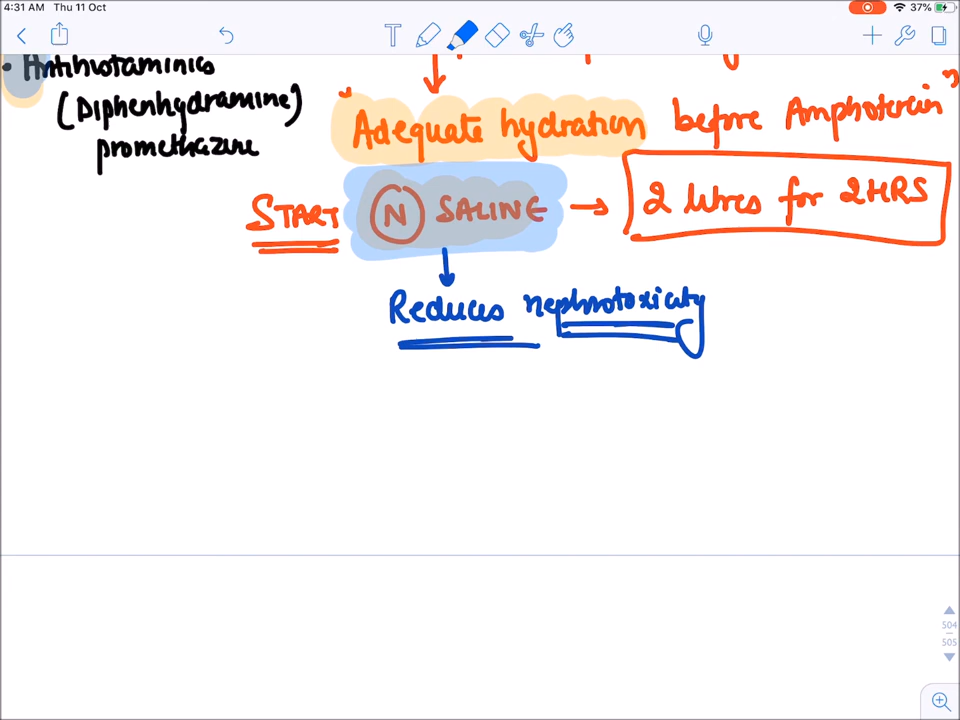 4:31 AM Thu 11 Oct
37%
T
• Antihistaminics
(Diphenhydramine)
promethazine
"Adequate hydration before Amphoterein"
START N SALINE → 2 litres for 2HRS
Reduces nephrotoxicity
504
505